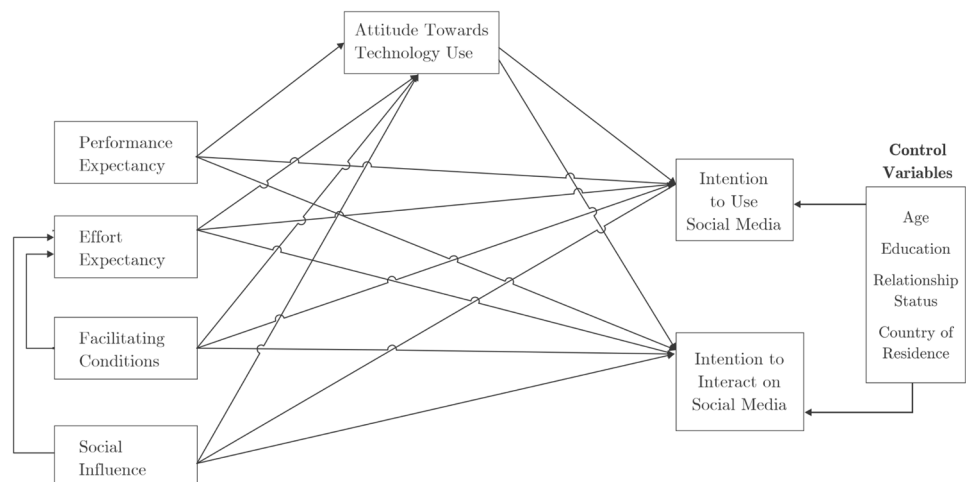 Attitude Towards
Technology Use
Performance
Expectancy
Effort
Expectancy
Facilitating
Conditions
Social
Influence
Intention
to Use
Social Media
Intention to
Interact on
Social Media
Control
Variables
Age
Education
Relationship
Status
Country of
Residence